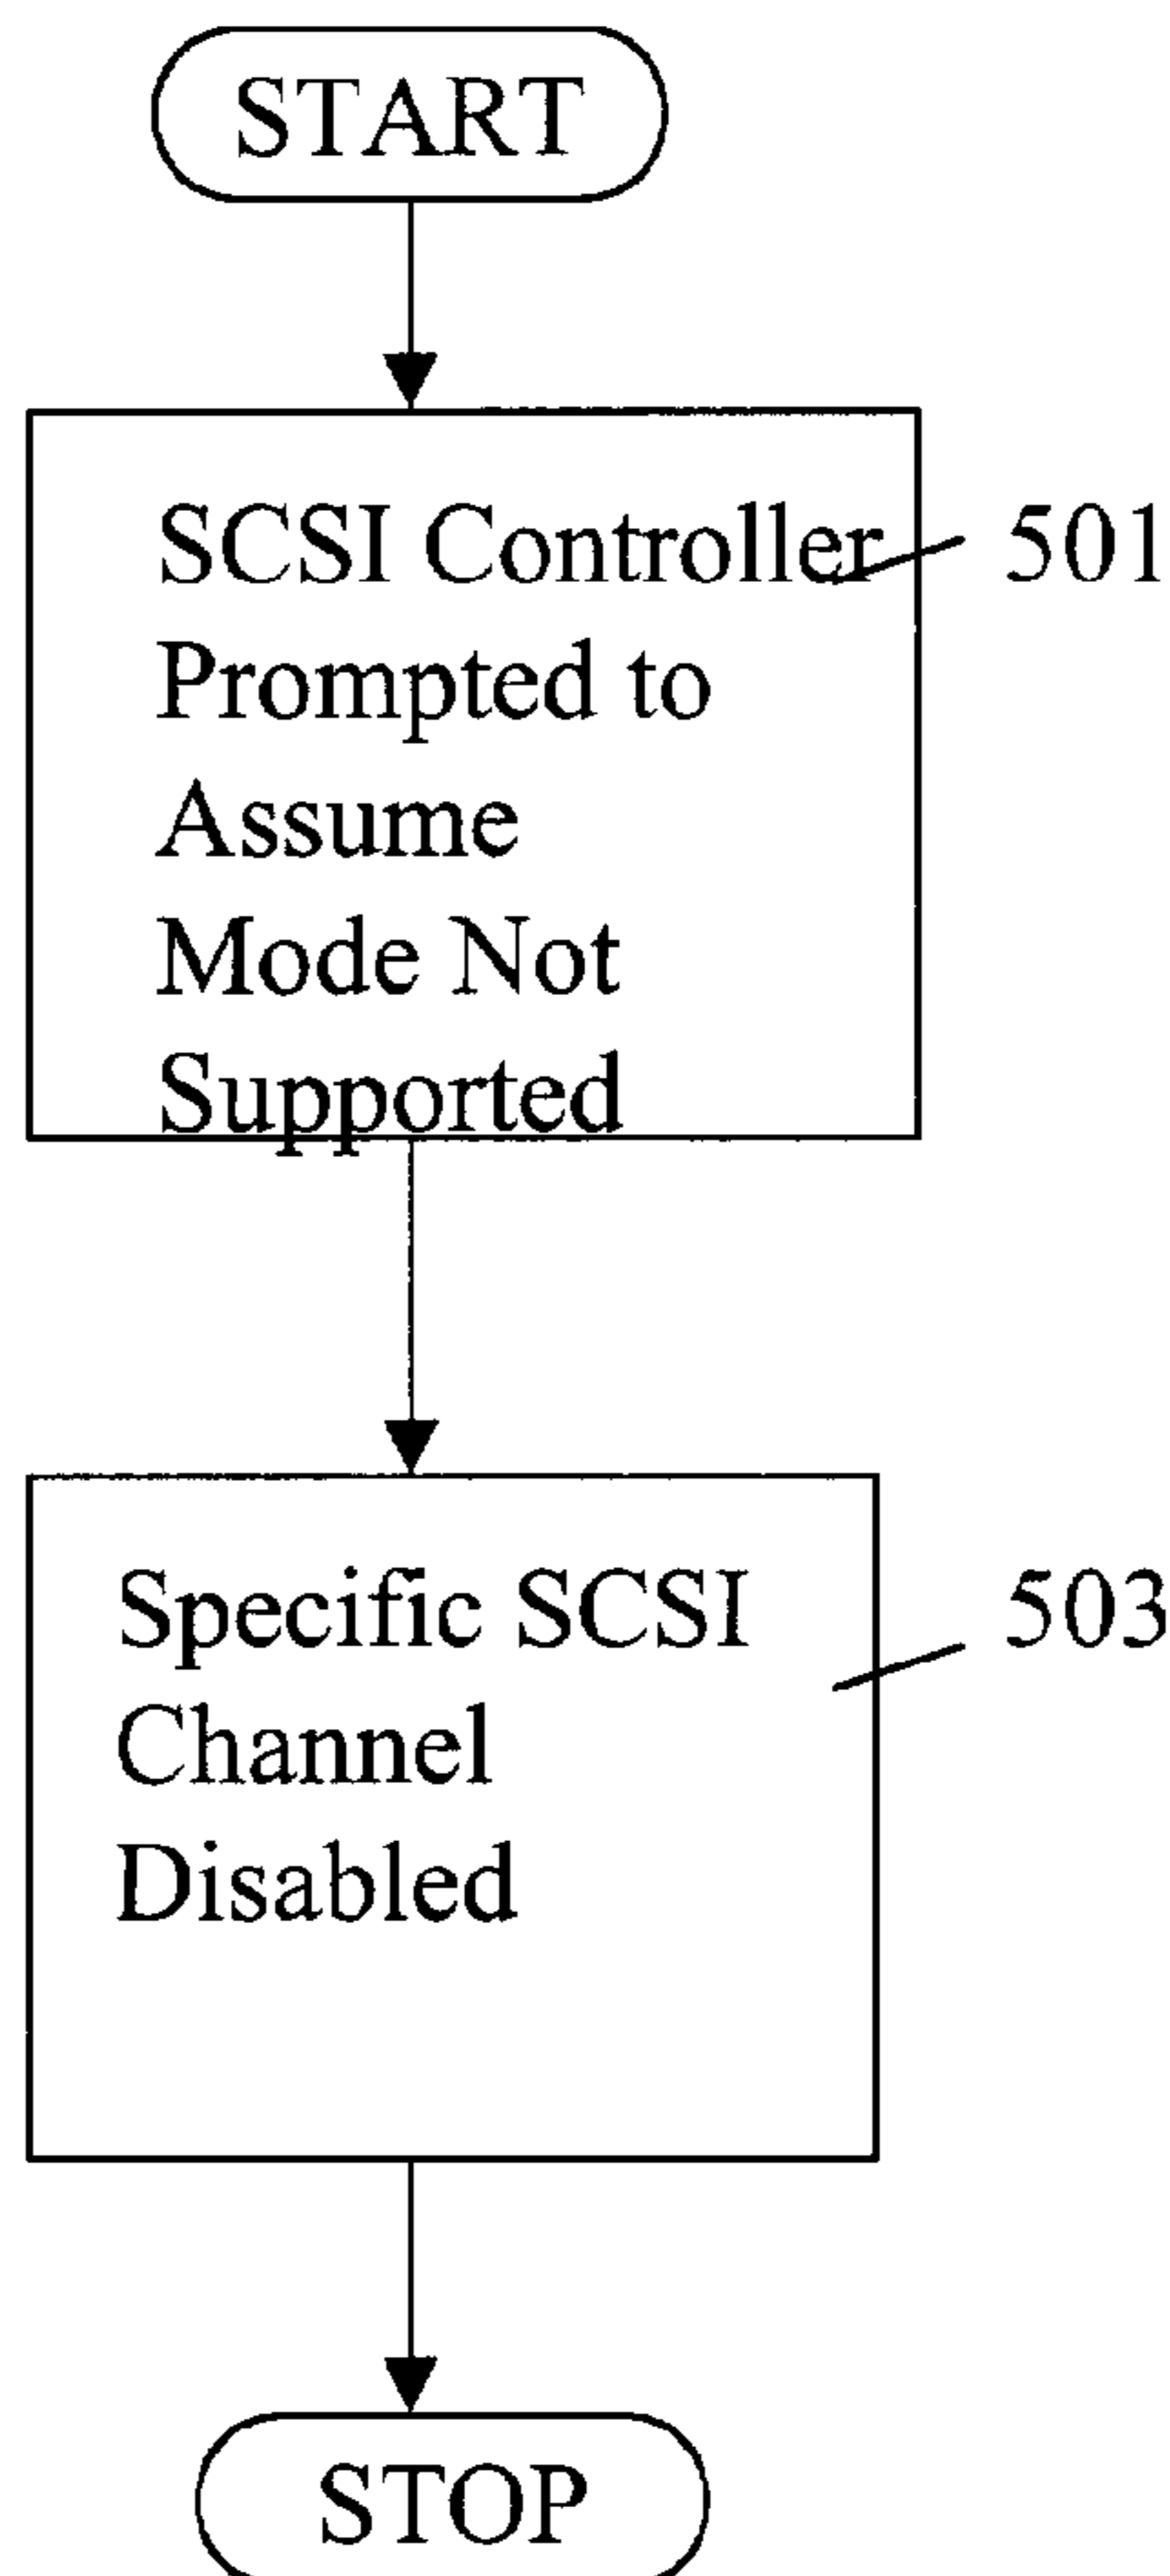 START
SCSI Controller
501
Prompted to
Assume
Mode Not
Supported
Specific SCSI
503
Channel
Disabled
STOP